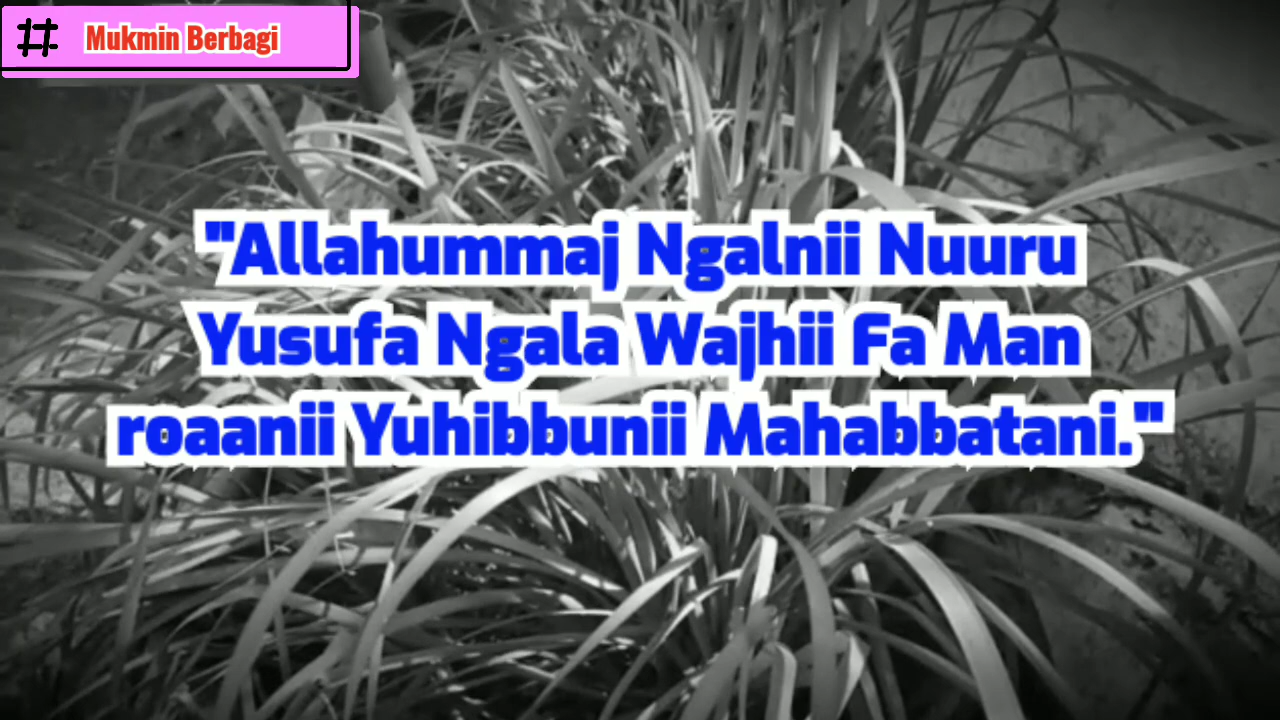 # Mukmin Berbagi
"Allahummaj Ngalnii Nuuru
Yusufa Ngala Wajhii Fa Man
roaanii Yuhibbunii Mahabbatani."